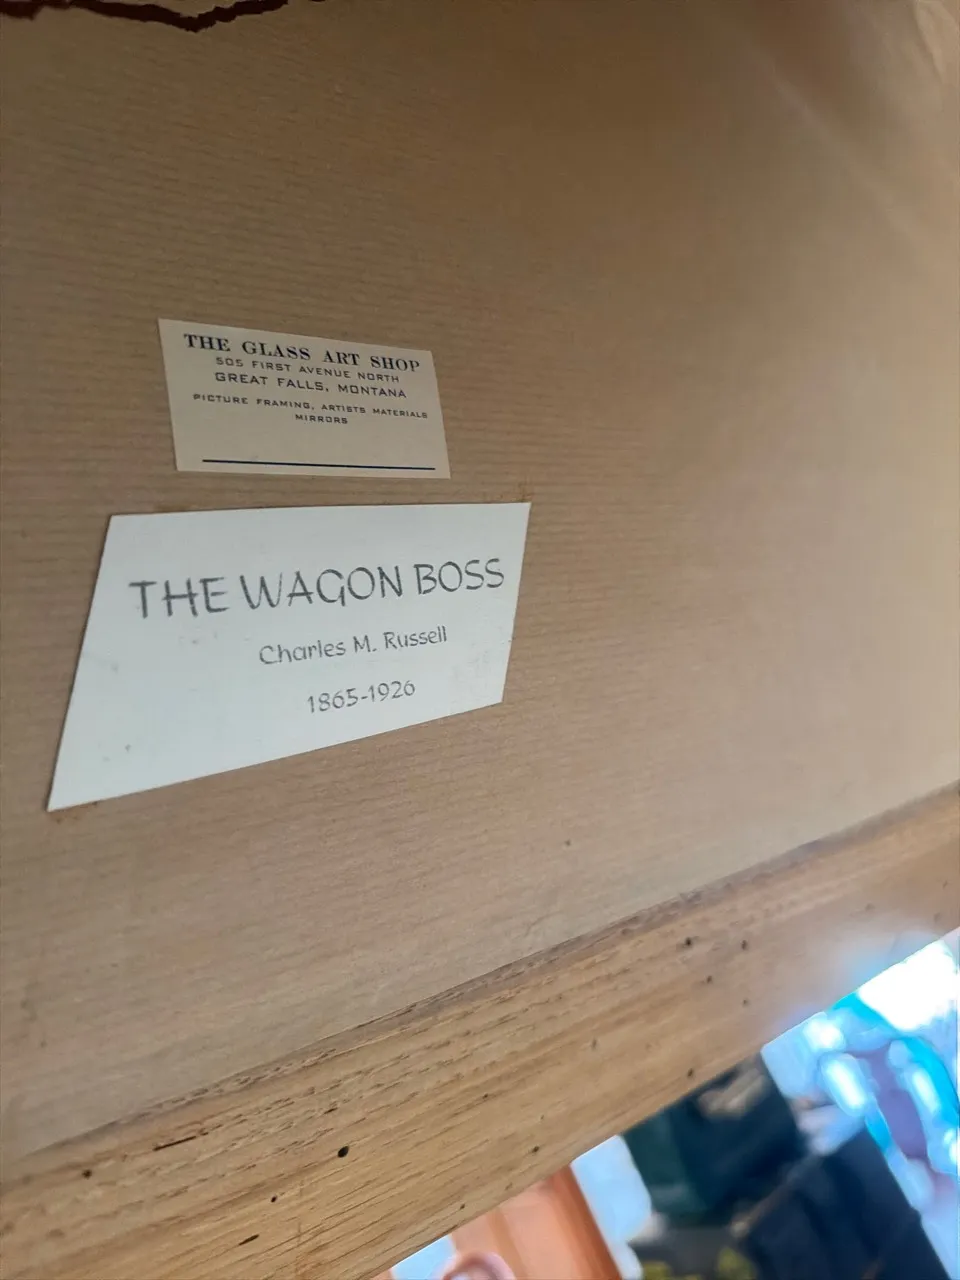 THE GLASS ART SHOP
505 FIRST AVENUE NORTH
GREAT FALLS, MONTANA
PICTURE FRAMING, ARTISTS MATERIALS
MIRRORS
THE WAGON BOSS
Charles M. Russell
1865-1926